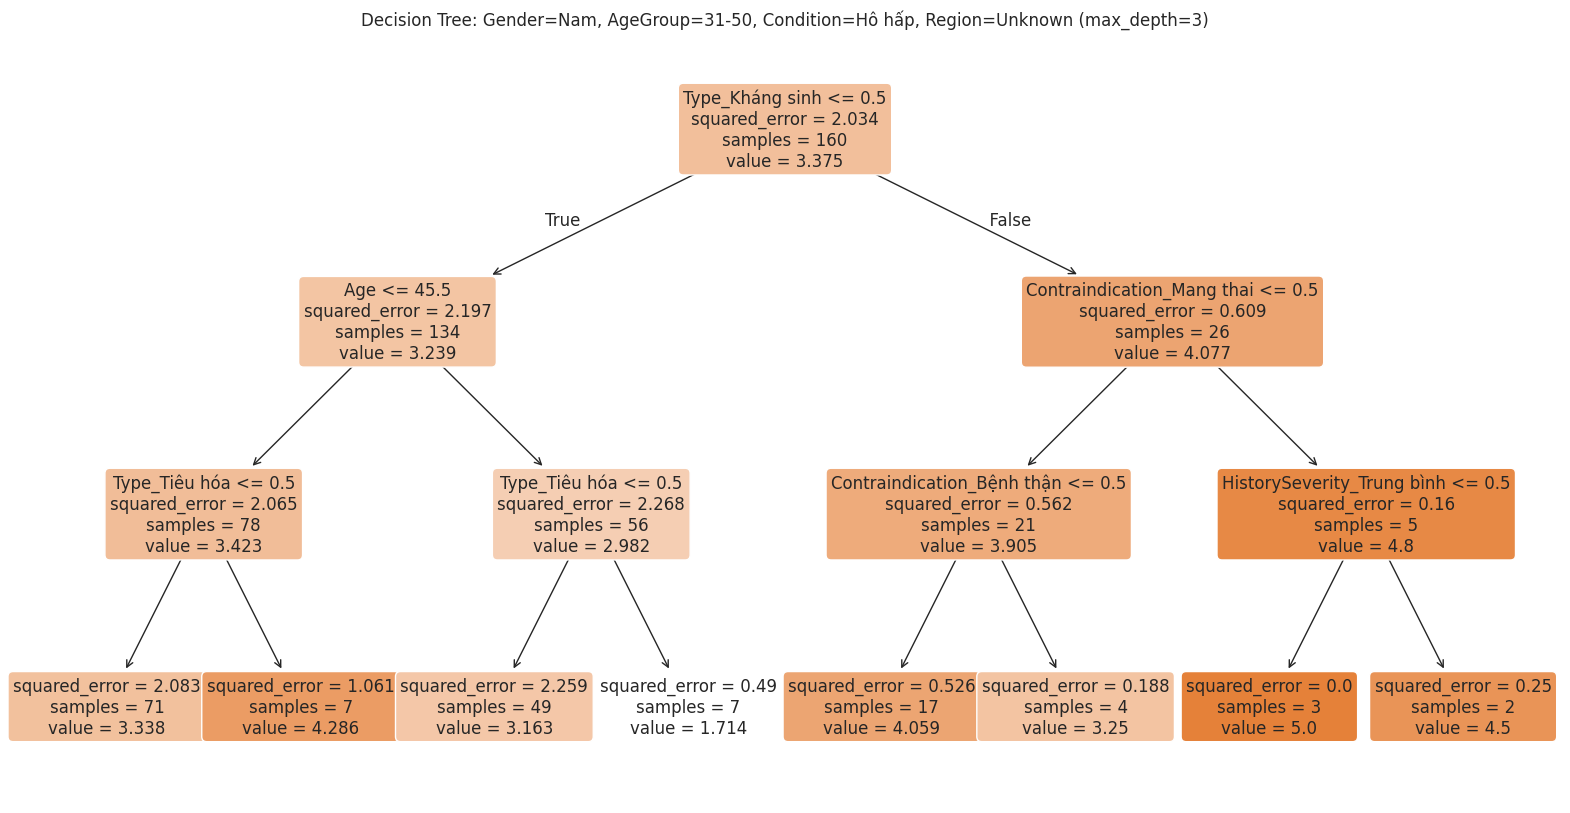 Decision Tree: Gender=Nam, AgeGroup=31-50, Condition=Hô hấp, Region=Unknown (max_depth=3)
Type_Kháng sinh <= 0.5
squared_error = 2.034
samples = 160
value = 3.375
True
False
Age <= 45.5
squared_error = 2.197
samples = 134
value = 3.239
Contraindication_Mang thai <= 0.5
squared_error = 0.609
samples = 26
value = 4.077
Type_Tiêu hóa <= 0.5
squared_error = 2.065
samples = 78
value = 3.423
Type_Tiêu hóa <= 0.5
squared_error = 2.268
samples = 56
value = 2.982
Contraindication_Bệnh thận <= 0.5
squared_error = 0.562
samples = 21
value = 3.905
HistorySeverity_Trung bình <= 0.5
squared_error = 0.16
samples = 5
value = 4.8
squared_error = 2.083
samples = 71
value = 3.338
squared_error = 1.061
samples = 7
value = 4.286
squared_error = 2.259
samples = 49
value = 3.163
squared_error = 0.49
samples = 7
value = 1.714
squared_error = 0.526
samples = 17
value = 4.059
squared_error = 0.188
samples = 4
value = 3.25
squared_error = 0.0
samples = 3
value = 5.0
squared_error = 0.25
samples = 2
value = 4.5